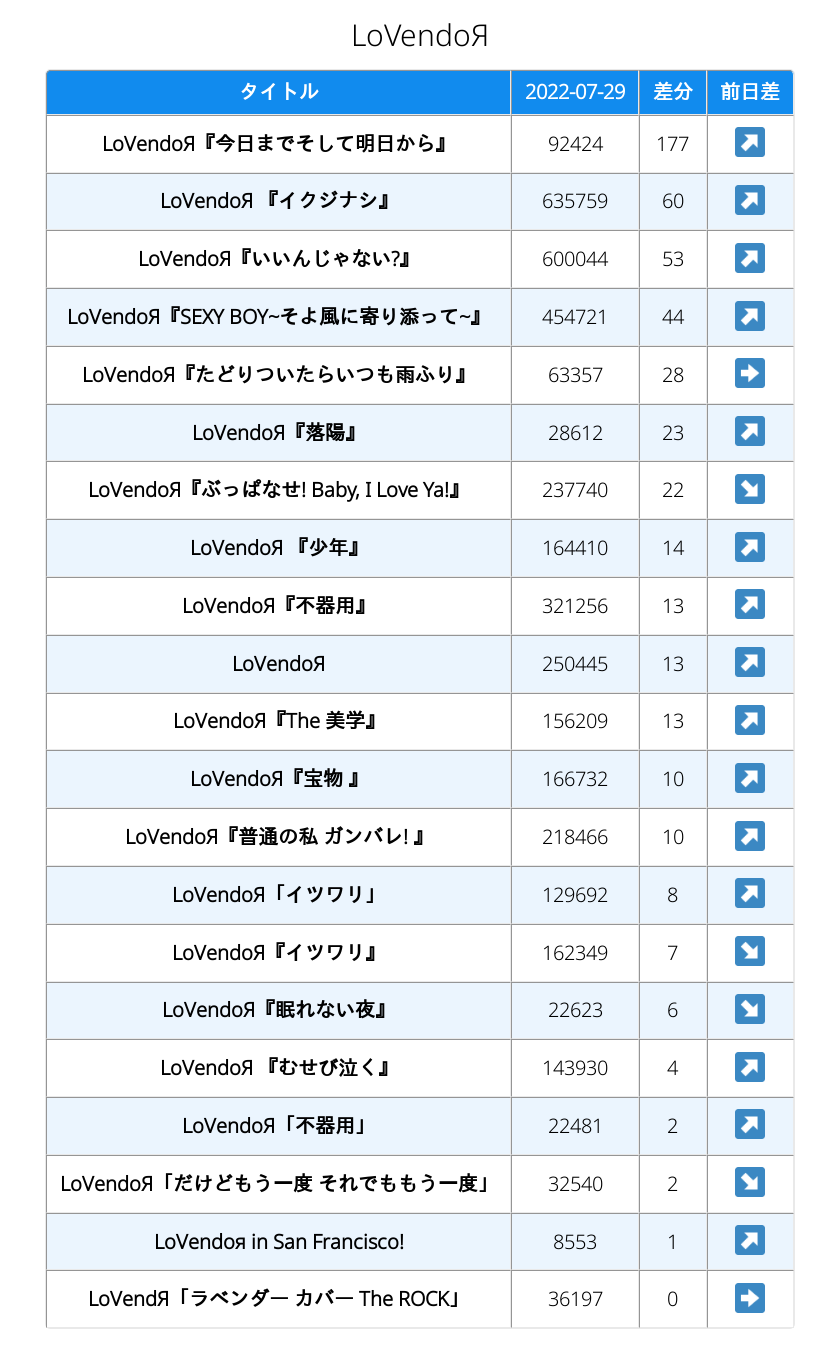 LoVendoЯ
タイトル 2022-07-29 差分 前日差
LoVendoЯ『今日までそして明日から』 92424 177 ↗
LoVendoЯ 『イクジナシ』 635759 60 ↗
LoVendoЯ『いいんじゃない?』 600044 53 ↗
LoVendoЯ『SEXY BOY~そよ風に寄り添って~』 454721 44 ↗
LoVendoЯ『たどりついたらいつも雨ふり』 63357 28 ➡
LoVendoЯ『落陽』 28612 23 ↗
LoVendoЯ『ぶっぱなせ! Baby, I Love Ya!』 237740 22 ↘
LoVendoЯ 『少年』 164410 14 ↗
LoVendoЯ『不器用』 321256 13 ↗
LoVendoЯ 250445 13 ↗
LoVendoЯ『The 美学』 156209 13 ↗
LoVendoЯ『宝物 』 166732 10 ↗
LoVendoЯ『普通の私 ガンバレ! 』 218466 10 ↗
LoVendoЯ「イツワリ」 129692 8 ↗
LoVendoЯ『イツワリ』 162349 7 ↘
LoVendoЯ『眠れない夜』 22623 6 ↘
LoVendoЯ 『むせび泣く』 143930 4 ↗
LoVendoЯ「不器用」 22481 2 ↗
LoVendoЯ「だけどもう一度 それでももう一度」 32540 2 ↘
LoVendoя in San Francisco! 8553 1 ↗
LoVendЯ「ラベンダー カバー The ROCK」 36197 0 ➡